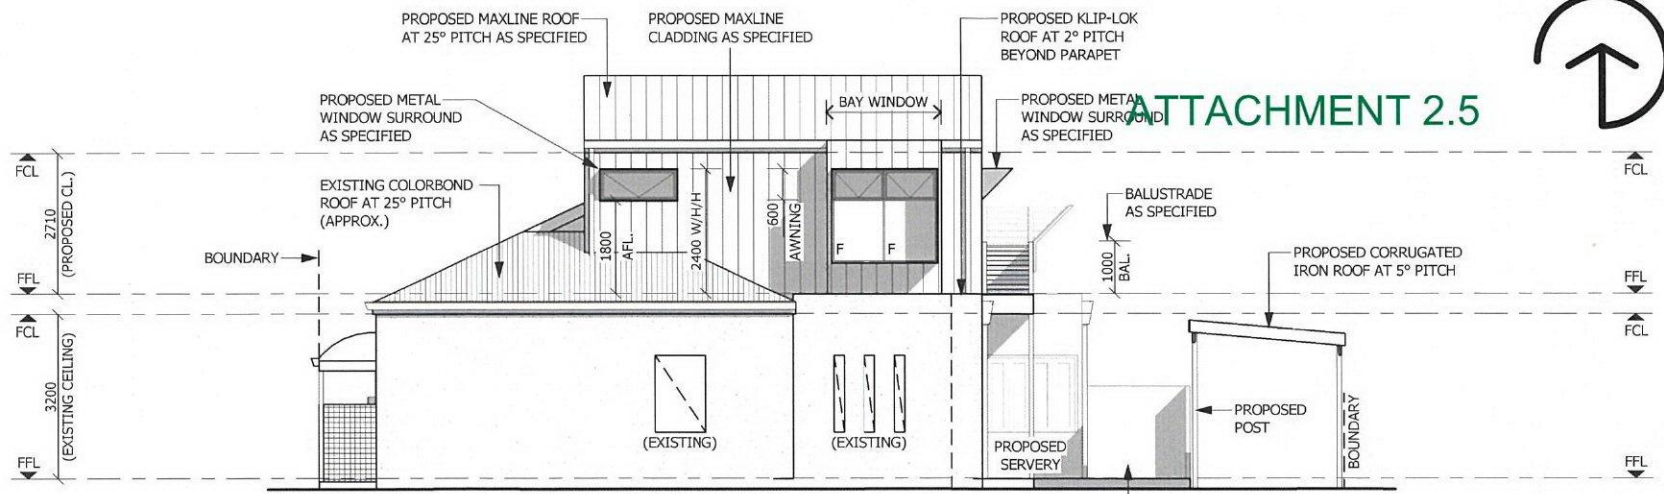 PROPOSED MAXLINE ROOF
AT 25° PITCH AS SPECIFIED
PROPOSED MAXLINE
CLADDING AS SPECIFIED
PROPOSED KLIP-LOK
ROOF AT 2° PITCH
BEYOND PARAPET
ATTACHMENT 2.5
PROPOSED METAL
WINDOW SURROUND
AS SPECIFIED
BAY WINDOW
PROPOSED METAL
WINDOW SURROUND
AS SPECIFIED
FCL
FCL
2710
(PROPOSED CL.)
EXISTING COLORBOND
ROOF AT 25° PITCH
(APPROX.)
1800
AFL.
2400 W/H/H
600
AWNING
F
F
BALUSTRADE
AS SPECIFIED
1000
BAL.
BOUNDARY
PROPOSED CORRUGATED
IRON ROOF AT 5° PITCH
FFL
FFL
FCL
FCL
3200
(EXISTING CEILING)
(EXISTING)
(EXISTING)
PROPOSED
SERVERY
PROPOSED
POST
BOUNDARY
FFL
FFL